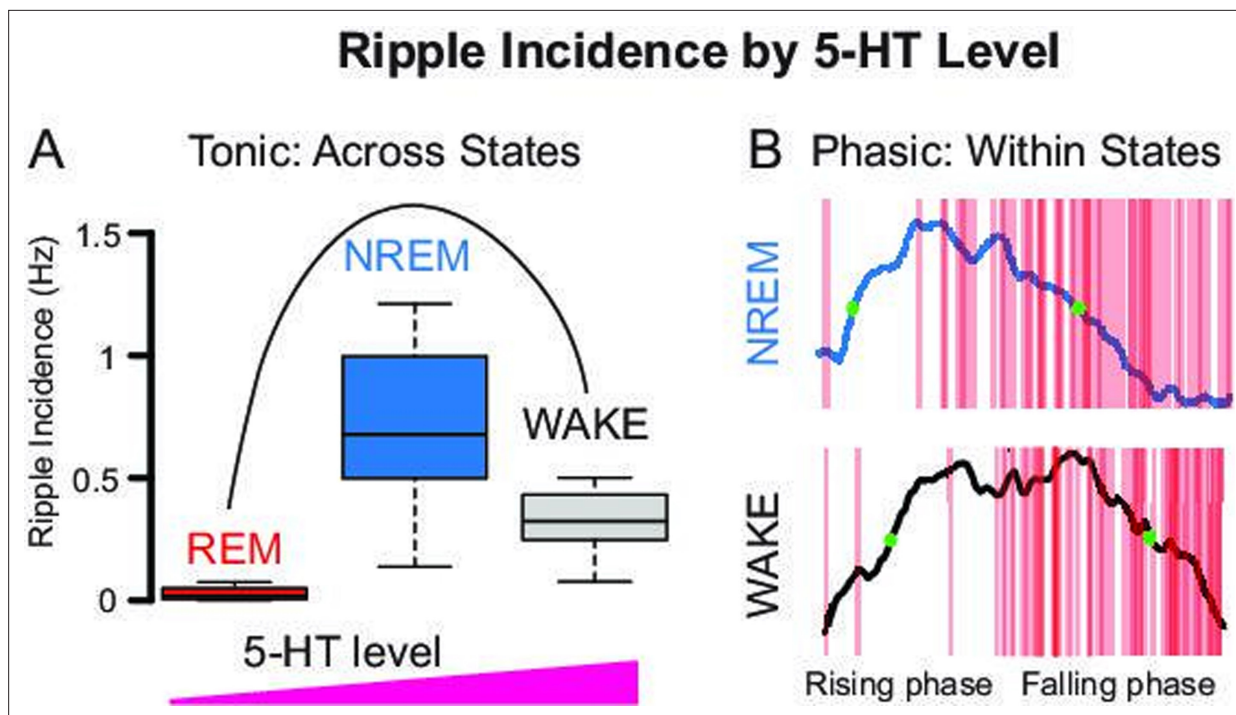 Ripple Incidence by 5-HT Level
A
Tonic: Across States
Ripple Incidence (Hz)
1.5
1
0.5
0
NREM
WAKE
REM
5-HT level
B
Phasic: Within States
NREM
WAKE
Rising phase
Falling phase